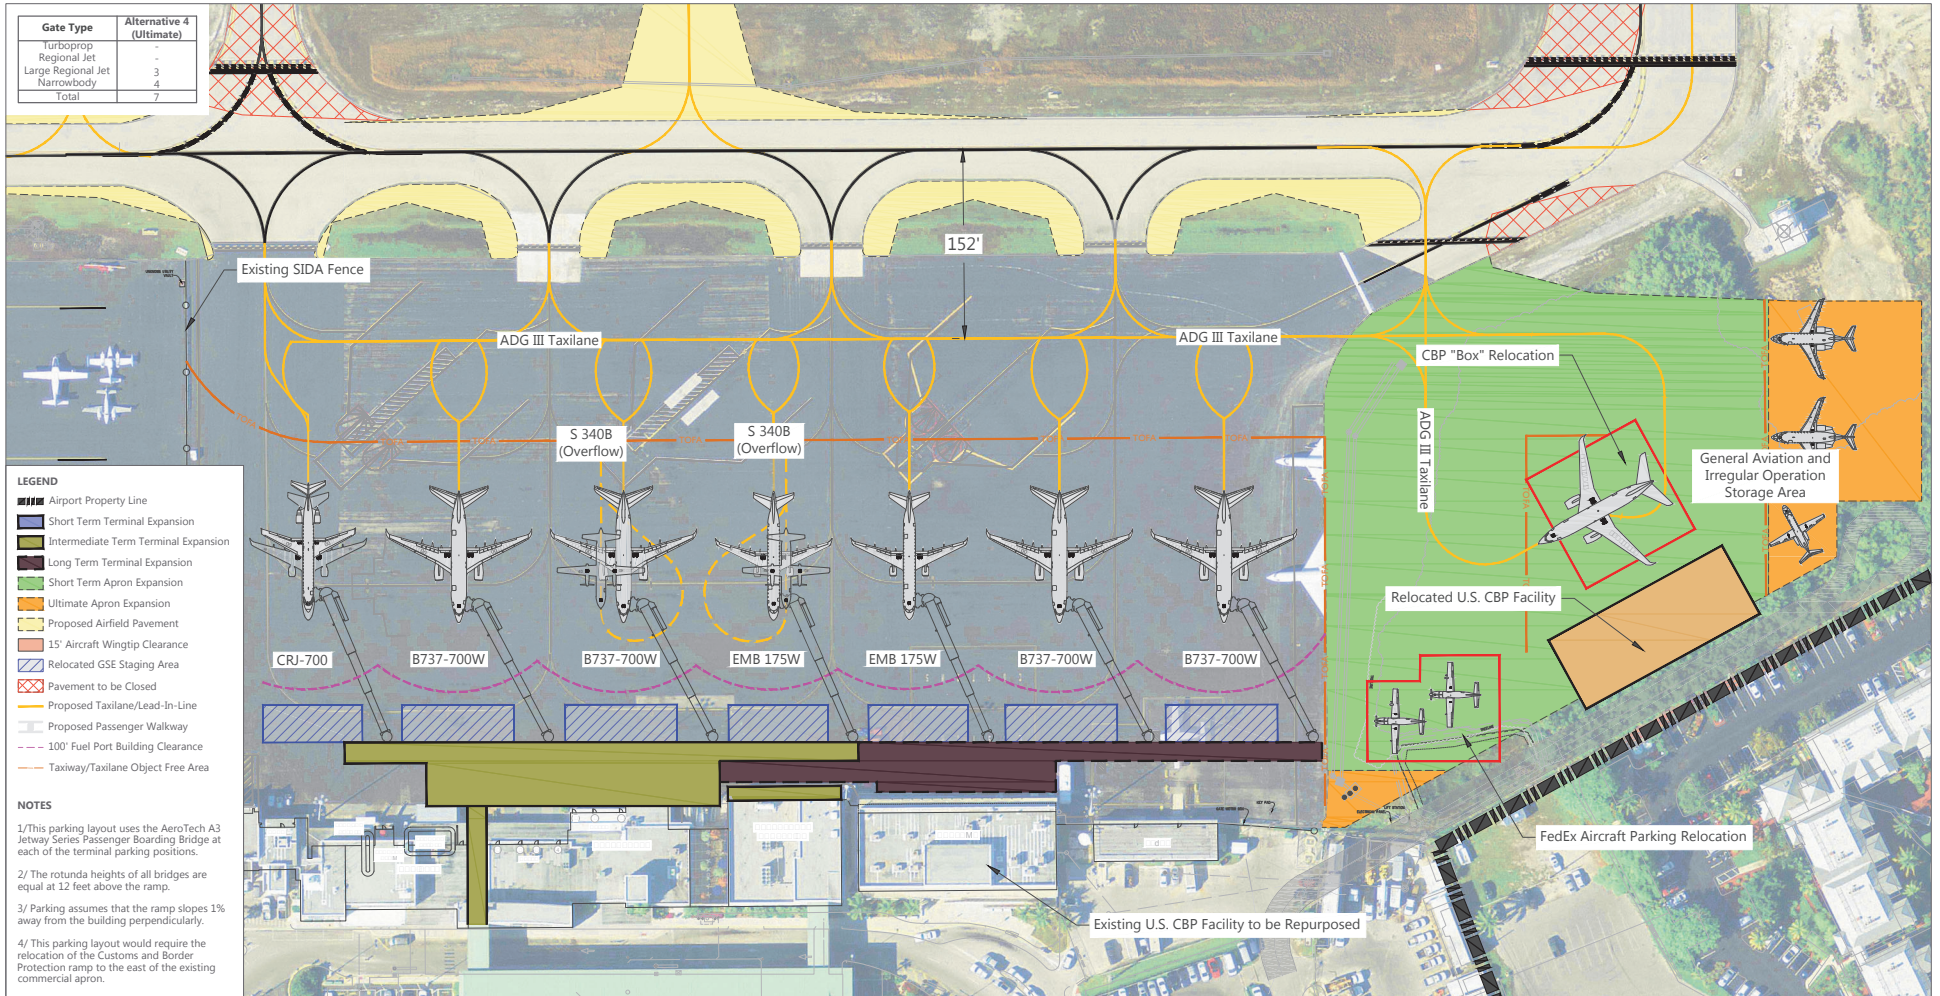 Gate Type
Alternative 4
(Ultimate)
Turboprop -
Regional Jet -
Large Regional Jet 3
Narrowbody 4
Total 7
Existing SIDA Fence
152'
ADG III Taxilane
ADG III Taxilane
CBP "Box" Relocation
ADG III Taxilane
S 340B
(Overflow)
S 340B
(Overflow)
General Aviation and
Irregular Operation
Storage Area
Relocated U.S. CBP Facility
CRJ-700
B737-700W
B737-700W
EMB 175W
EMB 175W
B737-700W
B737-700W
FedEx Aircraft Parking Relocation
Existing U.S. CBP Facility to be Repurposed
TOFA
TOFA
TOFA
TOFA
TOFA
TOFA
LEGEND
Airport Property Line
Short Term Terminal Expansion
Intermediate Term Terminal Expansion
Long Term Terminal Expansion
Short Term Apron Expansion
Ultimate Apron Expansion
Proposed Airfield Pavement
15' Aircraft Wingtip Clearance
Relocated GSE Staging Area
Pavement to be Closed
Proposed Taxilane/Lead-In-Line
Proposed Passenger Walkway
100' Fuel Port Building Clearance
Taxiway/Taxilane Object Free Area
NOTES
1/This parking layout uses the AeroTech A3
Jetway Series Passenger Boarding Bridge at
each of the terminal parking positions.
2/ The rotunda heights of all bridges are
equal at 12 feet above the ramp.
3/ Parking assumes that the ramp slopes 1%
away from the building perpendicularly.
4/ This parking layout would require the
relocation of the Customs and Border
Protection ramp to the east of the existing
commercial apron.